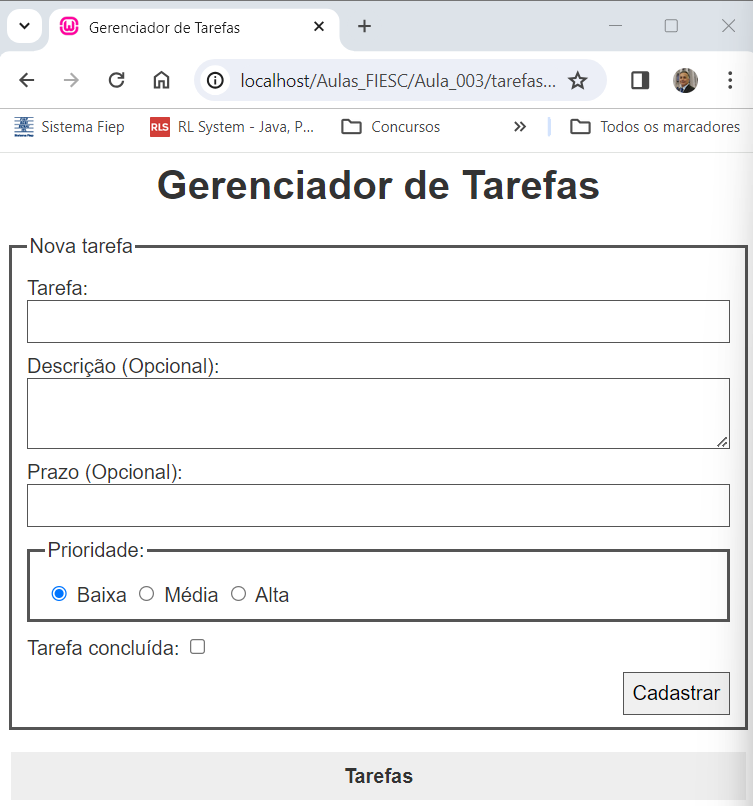 Gerenciador de Tarefas
localhost/Aulas_FIESC/Aula_003/tarefas...
Sistema Fiep RLS RL System - Java, P... Concursos » Todos os marcadores
Gerenciador de Tarefas
Nova tarefa
Tarefa:
Descrição (Opcional):
Prazo (Opcional):
Prioridade:
Baixa Média Alta
Tarefa concluída:
Cadastrar
Tarefas